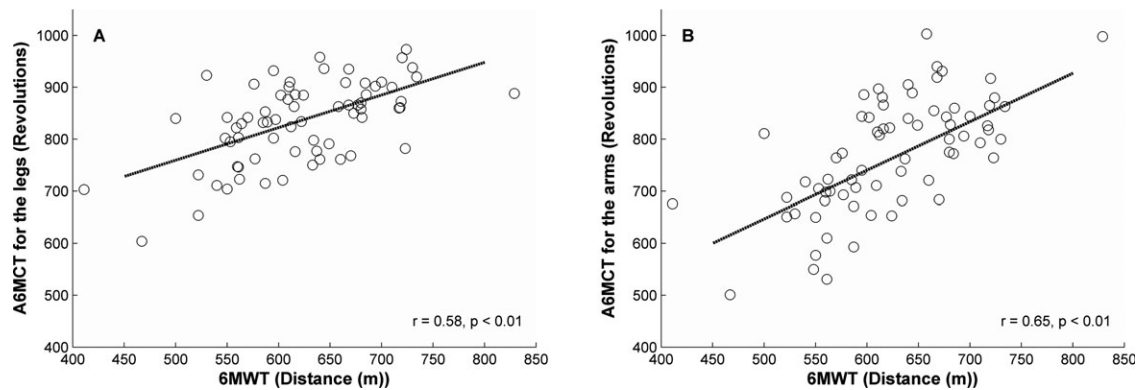 A
A6MCT for the legs (Revolutions)
1000
900
800
700
600
500
400
r = 0.58, p < 0.01
400 450 500 550 600 650 700 750 800 850
6MWT (Distance (m))
B
A6MCT for the arms (Revolutions)
1000
900
800
700
600
500
400
r = 0.65, p < 0.01
400 450 500 550 600 650 700 750 800 850
6MWT (Distance (m))